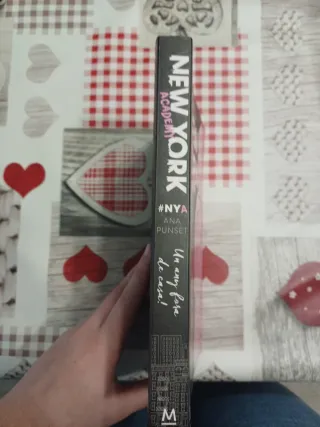 NEW YORK
ACADEMY
#NYA
ANA
PUNSET
Un any fora
de casa!
M